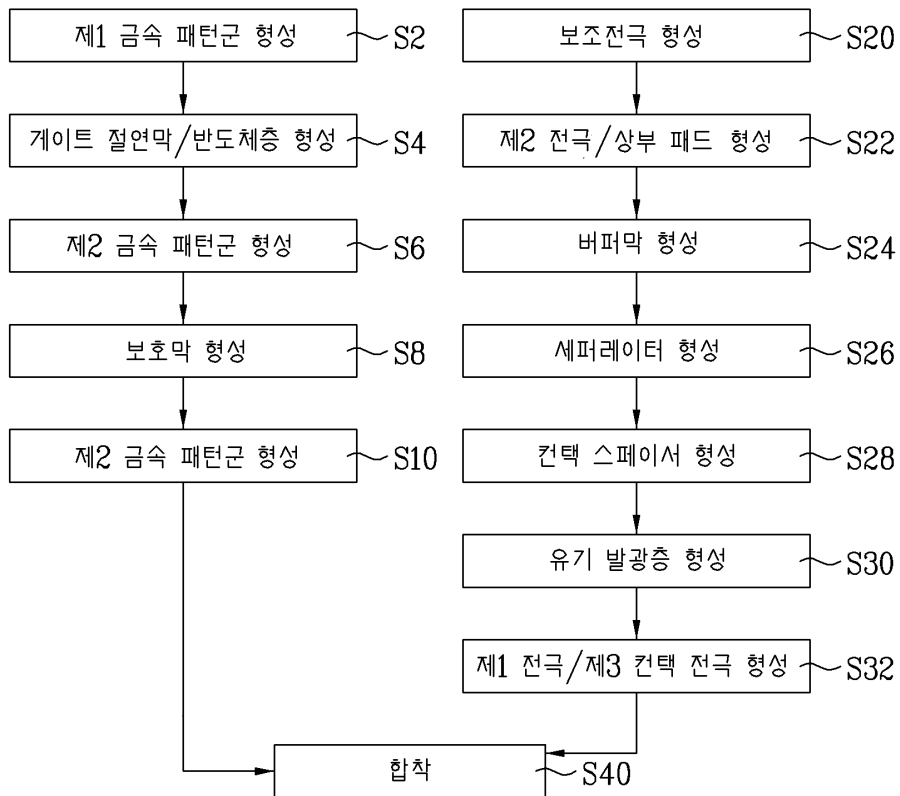 제1 금속 패턴군 형성 S2
게이트 절연막/반도체층 형성 S4
제2 금속 패턴군 형성 S6
보호막 형성 S8
제2 금속 패턴군 형성 S10
보조전극 형성 S20
제2 전극/상부 패드 형성 S22
버퍼막 형성 S24
세퍼레이터 형성 S26
컨택 스페이서 형성 S28
유기 발광층 형성 S30
제1 전극/제3 컨택 전극 형성 S32
합착 S40